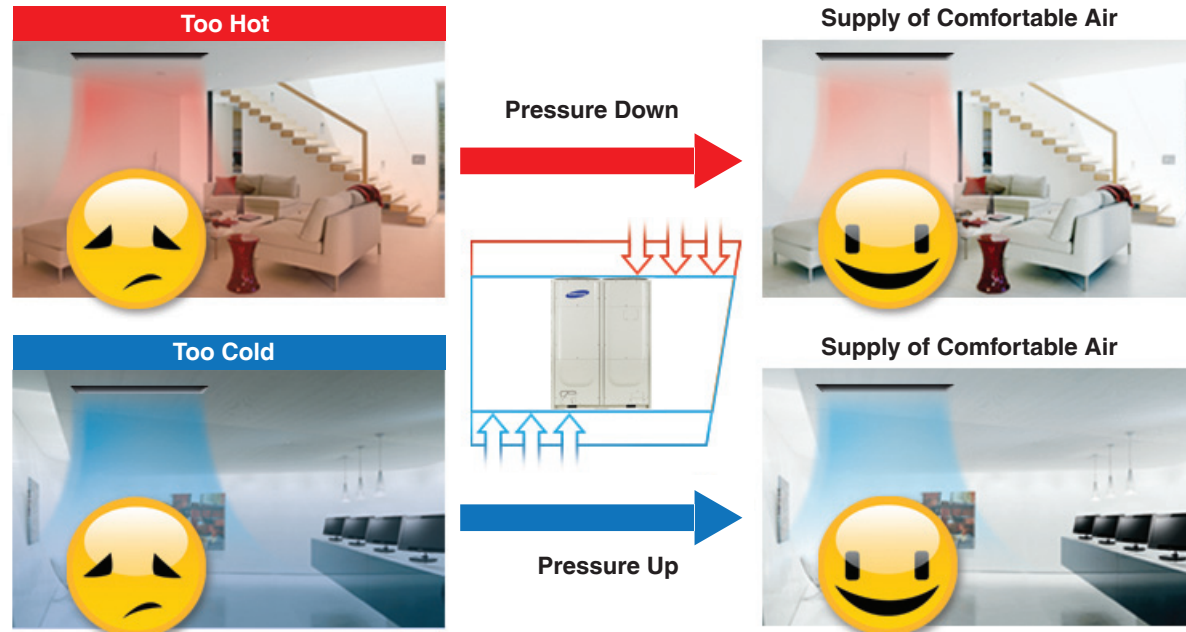 Too Hot
Supply of Comfortable Air
Pressure Down
Too Cold
Supply of Comfortable Air
Pressure Up